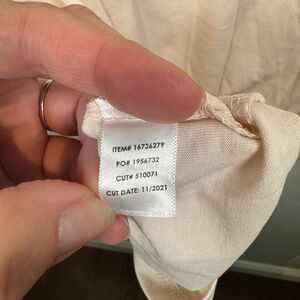 ITEM# 16736279
PO# 1956732
CUT# 510071
CUT DATE: 11/2021